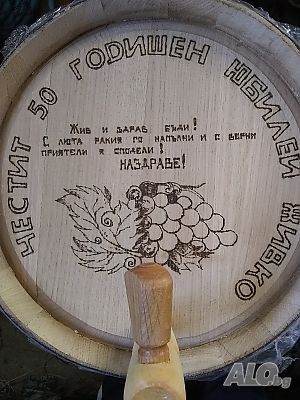 ЧЕСТИТ 50 ГОДИШЕН ЮБИЛЕЙ ЖИВКО
Жив и здрав бъди!
С люта ракия го напълни и с верни
приятели я сподели!
НАЗДРАВЕ!
ALO.bg